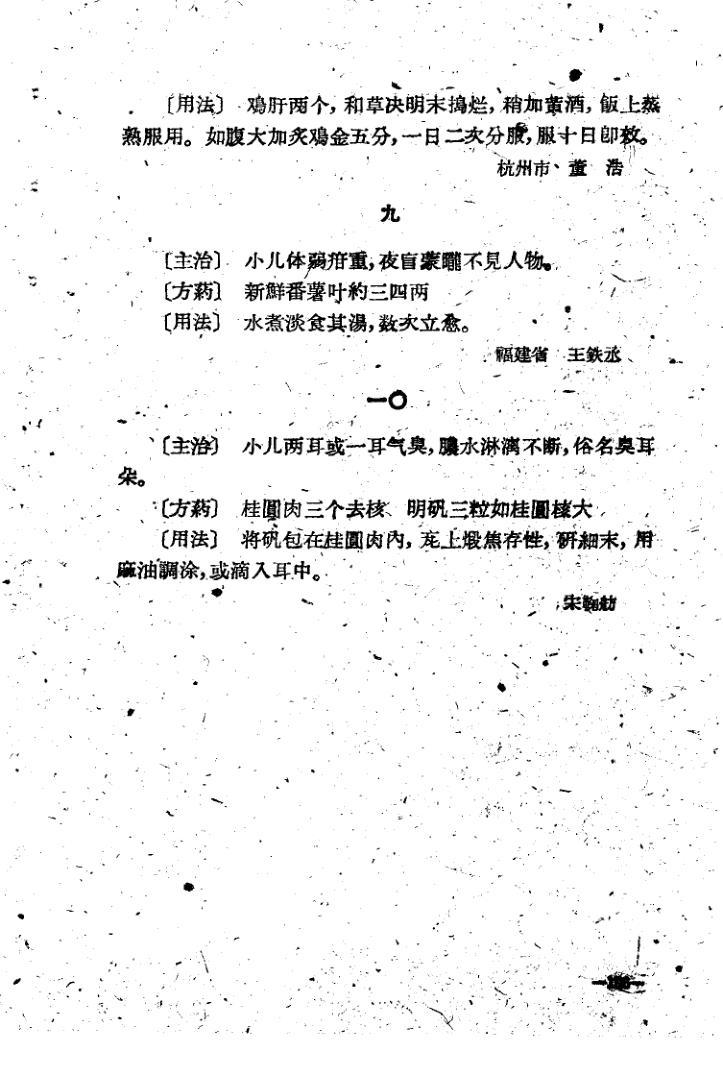 〔用法〕 鸡肝两个，和草决明末搗烂，稍加黄酒，飯上蒸
熟服用。如腹大加炙鸡金五分，一日二次分服，服十日卽效。
杭州市 董 浩
九
〔主治〕 小儿体弱疳重，夜盲蒙矓不見人物。
〔方葯〕 新鮮番薯叶約三四两
〔用法〕 水煮淡食其湯，数次立愈。
福建省 王鉄丞
一〇
〔主治〕 小儿两耳或一耳气臭，膿水淋漓不断，俗名臭耳
朵。
〔方葯〕 桂圓肉三个去核 明矾三粒如桂圓核大
〔用法〕 将矾包在桂圓肉內，瓦上煅焦存性，研細末，用
麻油調涂，或滴入耳中。
宋